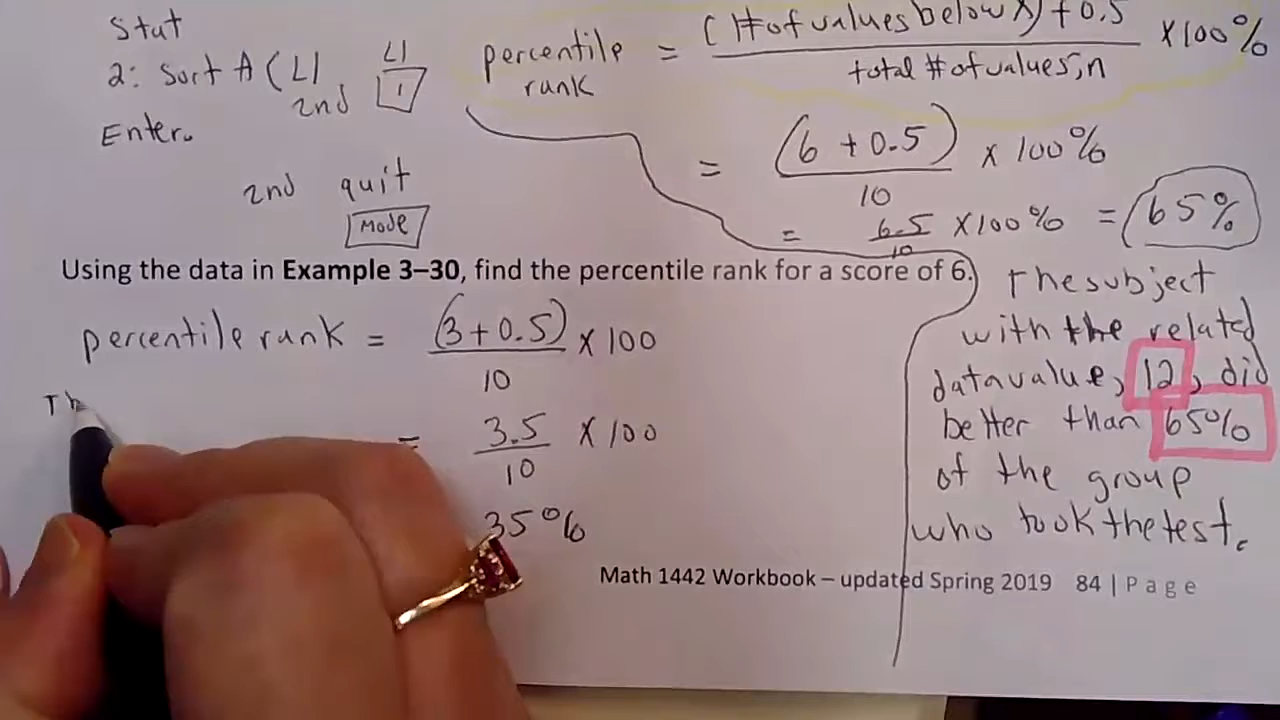 Stat
2: Sort A (L1
2nd
L1
1
Enter.
2nd quit
MODE
percentile rank = (# of values below X) + 0.5 x 100%
total # of values, n
= (6 + 0.5) x 100%
10
= 6.5 x 100% = 65%
10
Using the data in Example 3–30, find the percentile rank for a score of 6.
percentile rank = (3 + 0.5) x 100
10
= 3.5 x 100
10
35%
Th
The subject
with the related
data value, 12, did
better than 65%
of the group
who took the test.
Math 1442 Workbook – updated Spring 2019 84 | P a g e